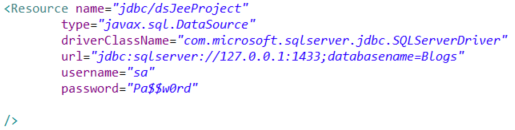 <Resource name="jdbc/dsJeeProject"
type="javax.sql.DataSource"
driverClassName="com.microsoft.sqlserver.jdbc.SQLServerDriver"
url="jdbc:sqlserver://127.0.0.1:1433;databasename=Blogs"
username="sa"
password="Pa$$w0rd"
/>